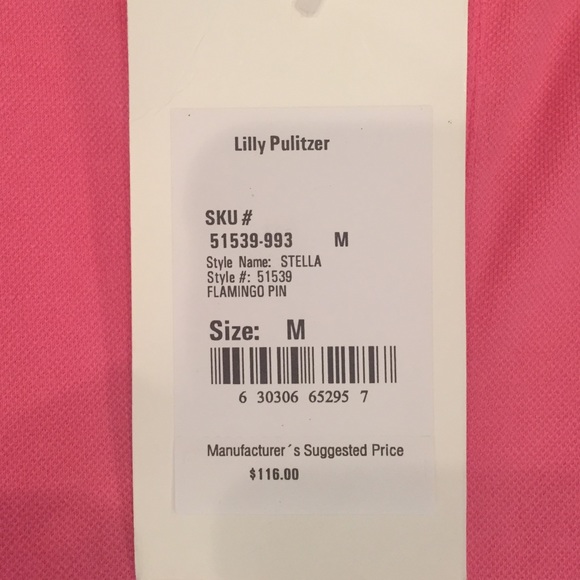 Lilly Pulitzer
SKU #
51539-993 M
Style Name: STELLA
Style #: 51539
FLAMINGO PIN
Size: M
6 30306 65295 7
Manufacturer´s Suggested Price
$116.00